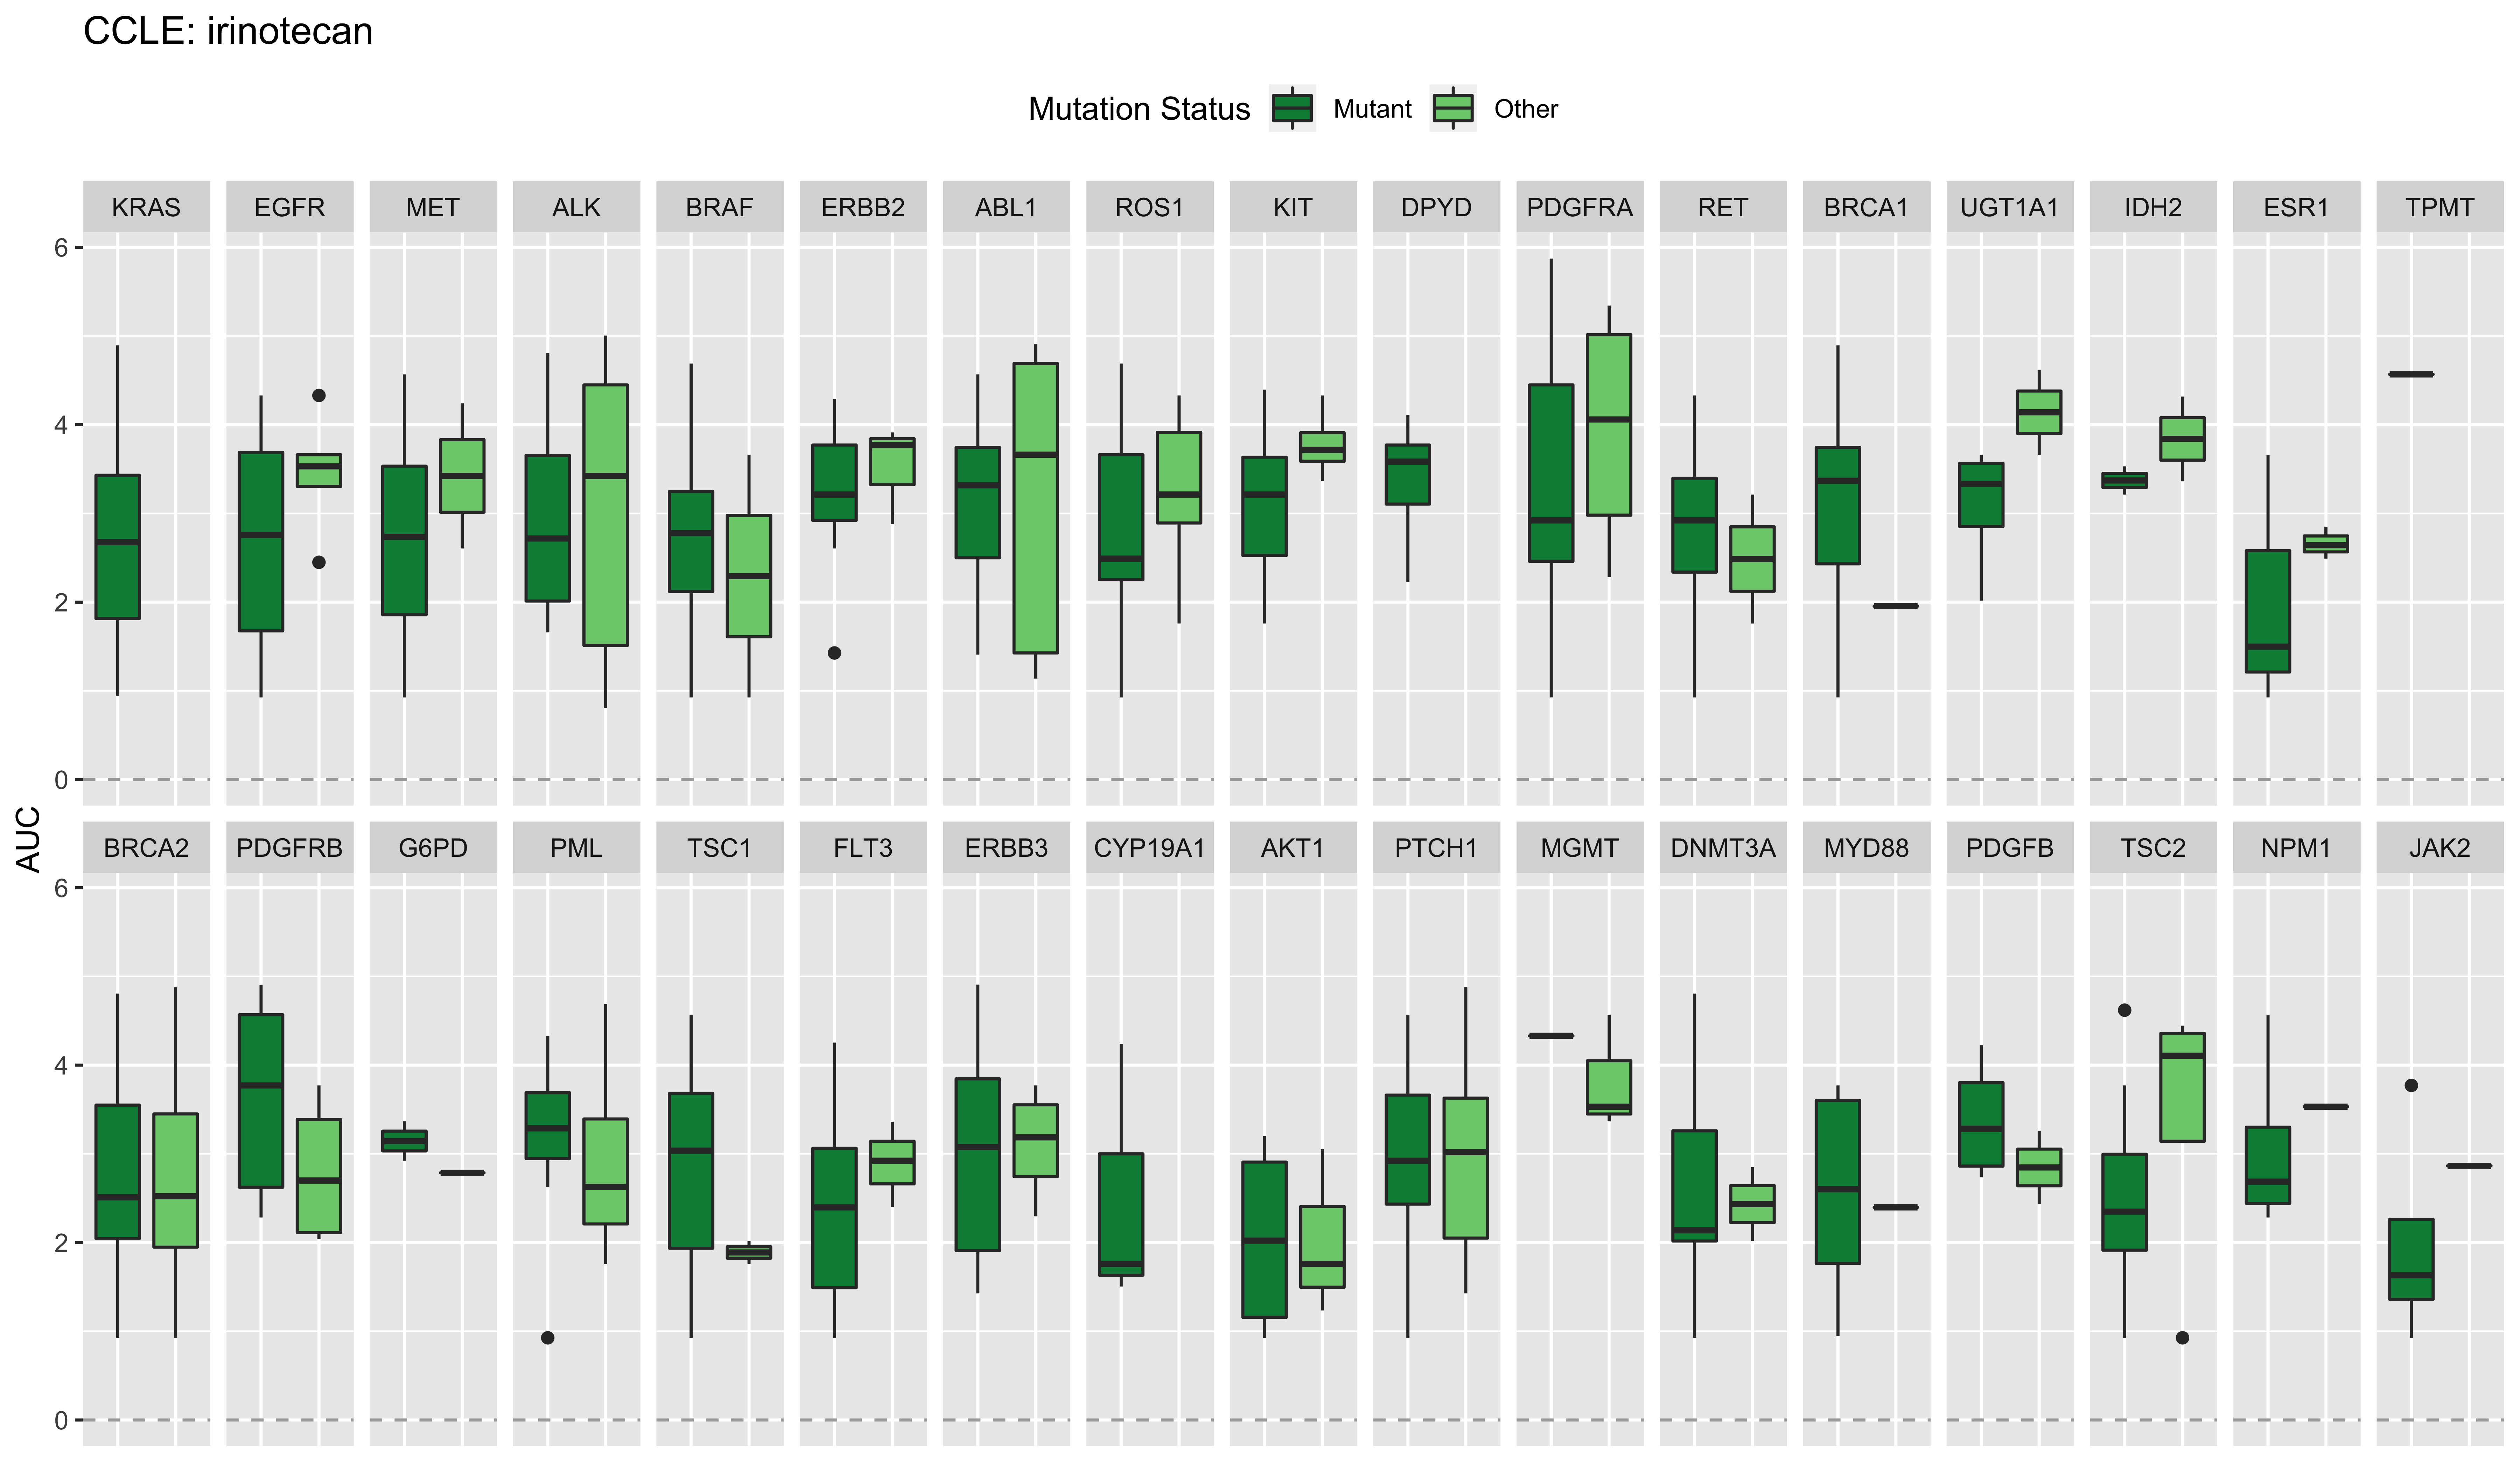 CCLE: irinotecan
Mutation Status Mutant Other
KRAS EGFR MET ALK BRAF ERBB2 ABL1 ROS1 KIT DPYD PDGFRA RET BRCA1 UGT1A1 IDH2 ESR1 TPMT
6
4
2
0
AUC
BRCA2 PDGFRB G6PD PML TSC1 FLT3 ERBB3 CYP19A1 AKT1 PTCH1 MGMT DNMT3A MYD88 PDGFB TSC2 NPM1 JAK2
6
4
2
0